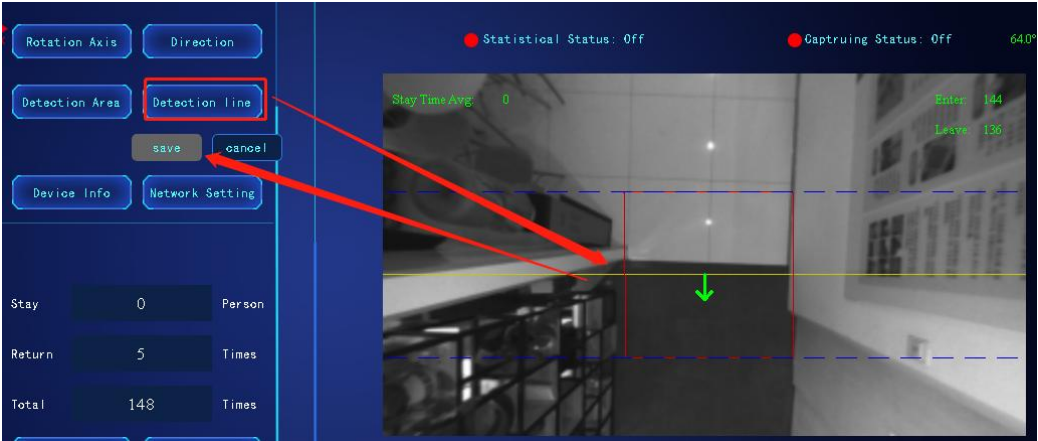 Rotation Axis Direction
Statistical Status: Off
Captruing Status: Off
64.0°
Detection Area Detection line
save cancel
Device Info Network Setting
Stay 0 Person
Return 5 Times
Total 148 Times
Stay Time Avg: 0
Enter: 144
Leave: 136